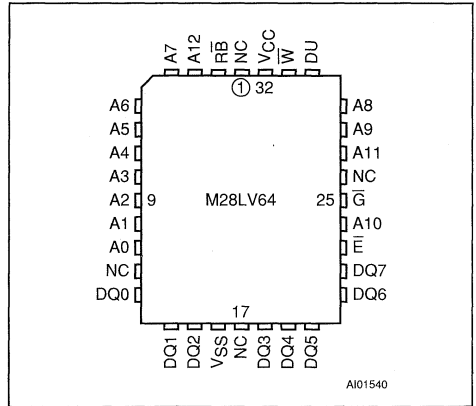 A7 A12 R̅B NC VCC W̅ DU
① 32
A6 A8
A5 A9
A4 A11
A3 NC
A2 9 M28LV64 25 G̅
A1 A10
A0 E̅
NC DQ7
DQ0 DQ6
17
DQ1 DQ2 VSS NC DQ3 DQ4 DQ5
AI01540